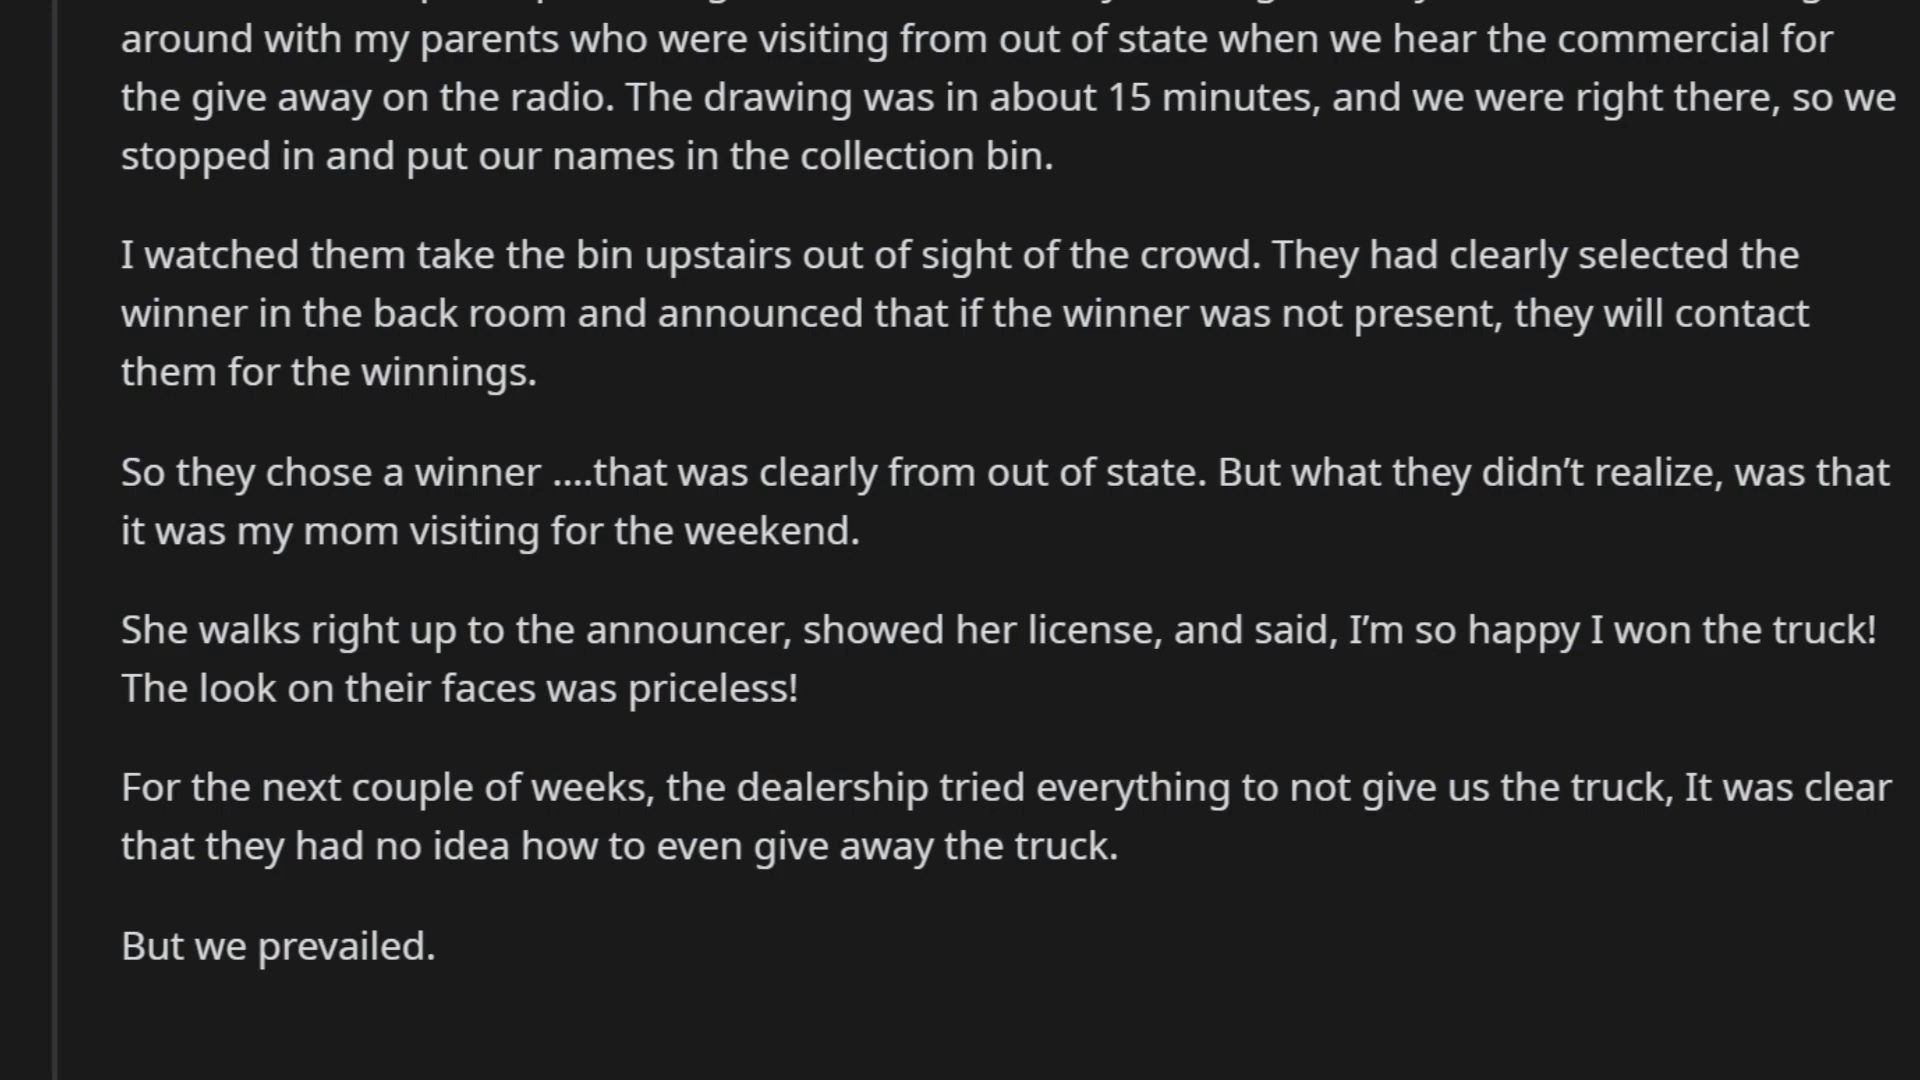 around with my parents who were visiting from out of state when we hear the commercial for
the give away on the radio. The drawing was in about 15 minutes, and we were right there, so we
stopped in and put our names in the collection bin.
I watched them take the bin upstairs out of sight of the crowd. They had clearly selected the
winner in the back room and announced that if the winner was not present, they will contact
them for the winnings.
So they chose a winner ....that was clearly from out of state. But what they didn’t realize, was that
it was my mom visiting for the weekend.
She walks right up to the announcer, showed her license, and said, I’m so happy I won the truck!
The look on their faces was priceless!
For the next couple of weeks, the dealership tried everything to not give us the truck, It was clear
that they had no idea how to even give away the truck.
But we prevailed.